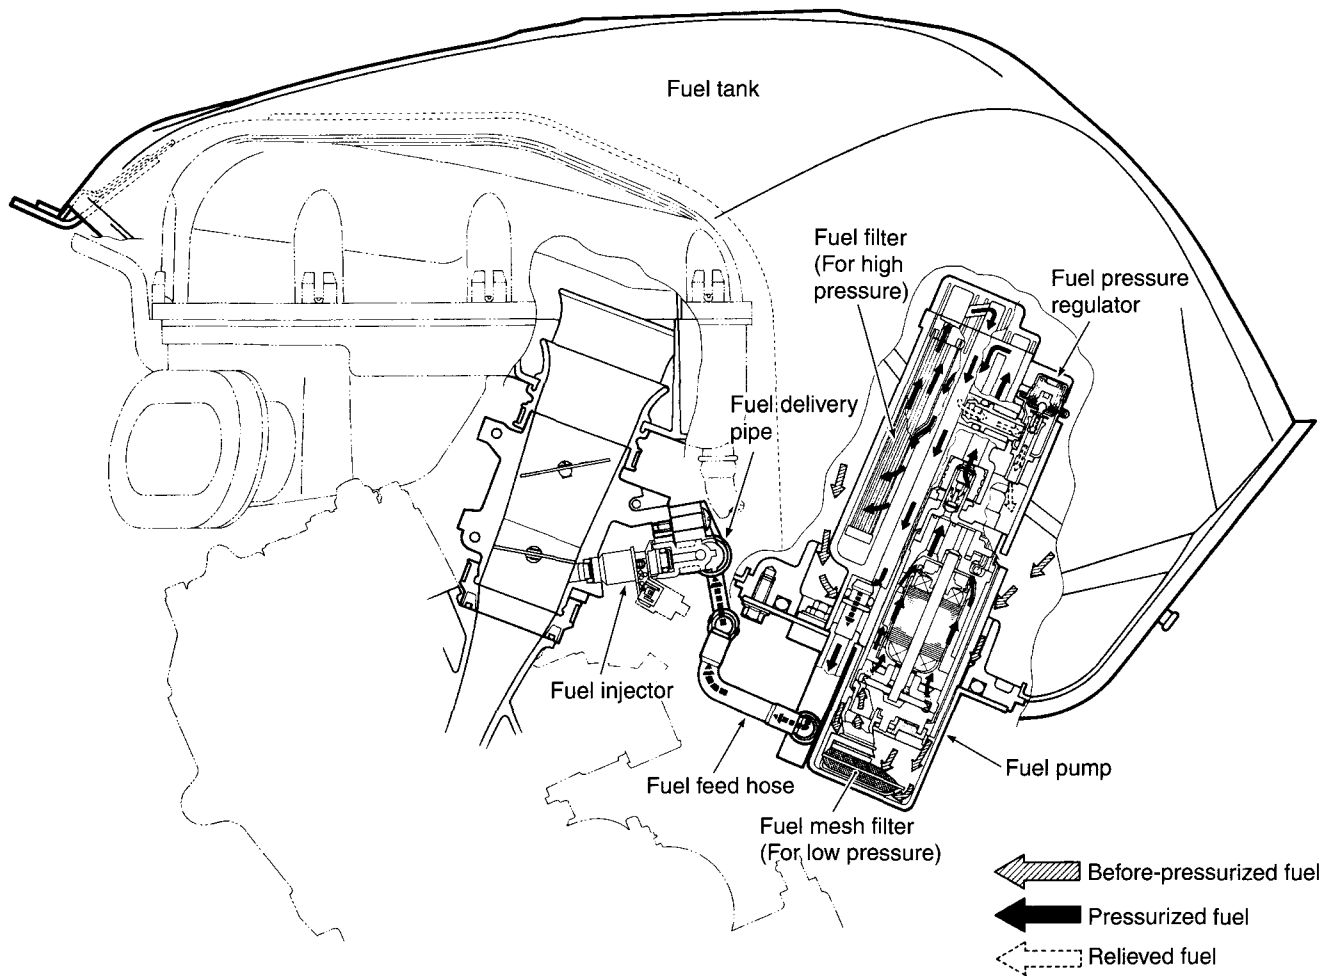 Fuel tank
Fuel filter
(For high
pressure)
Fuel pressure
regulator
Fuel delivery
pipe
Fuel injector
Fuel feed hose
Fuel pump
Fuel mesh filter
(For low pressure)
Before-pressurized fuel
Pressurized fuel
Relieved fuel